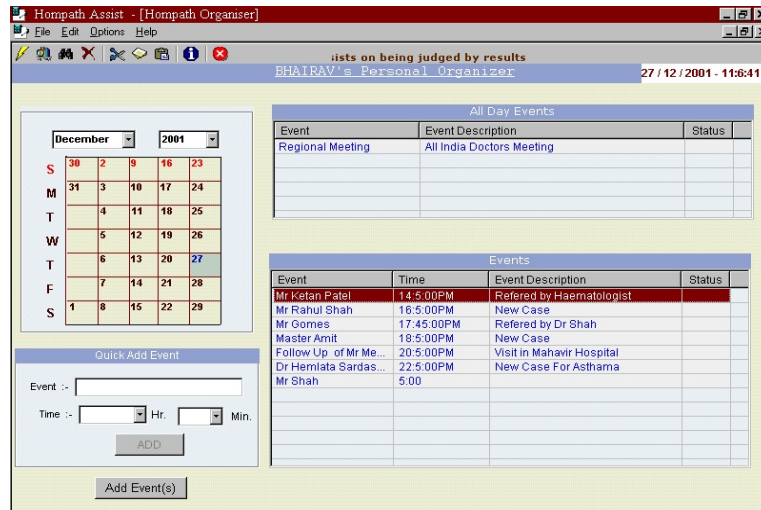 Hompath Assist - [Hompath Organiser]
File Edit Options Help
ists on being judged by results
BHAIRAV's Personal Organizer
27 / 12 / 2001 - 11:6:41
All Day Events
Event Event Description Status
Regional Meeting All India Doctors Meeting
December 2001
S 30 2 9 16 23
M 31 3 10 17 24
T 4 11 18 25
W 5 12 19 26
T 6 13 20 27
F 7 14 21 28
S 1 8 15 22 29
Events
Event Time Event Description Status
Mr Ketan Patel 14:5:00PM Refered by Haematologist
Mr Rahul Shah 16:5:00PM New Case
Mr Gomes 17:45:00PM Refered by Dr Shah
Master Amit 18:5:00PM New Case
Follow Up of Mr Me... 20:5:00PM Visit in Mahavir Hospital
Dr Hemlata Sardas... 22:5:00PM New Case For Asthama
Mr Shah 5:00
Quick Add Event
Event :-
Time :- Hr. Min.
ADD
Add Event(s)